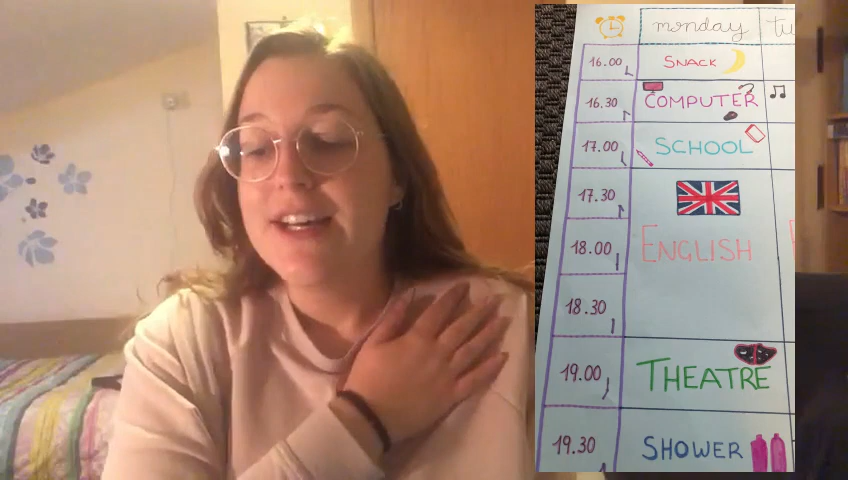 monday tu
16.00 SNACK
16.30 COMPUTER
17.00 SCHOOL
17.30
18.00 ENGLISH
18.30
19.00 THEATRE
19.30 SHOWER